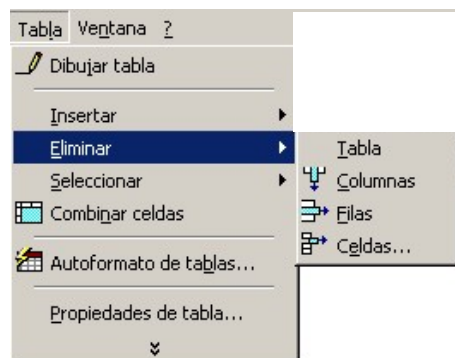 Tabla Ventana ?
Dibujar tabla
Insertar
Eliminar
Seleccionar
Combinar celdas
Autoformato de tablas...
Propiedades de tabla...
Tabla
Columnas
Filas
Celdas...